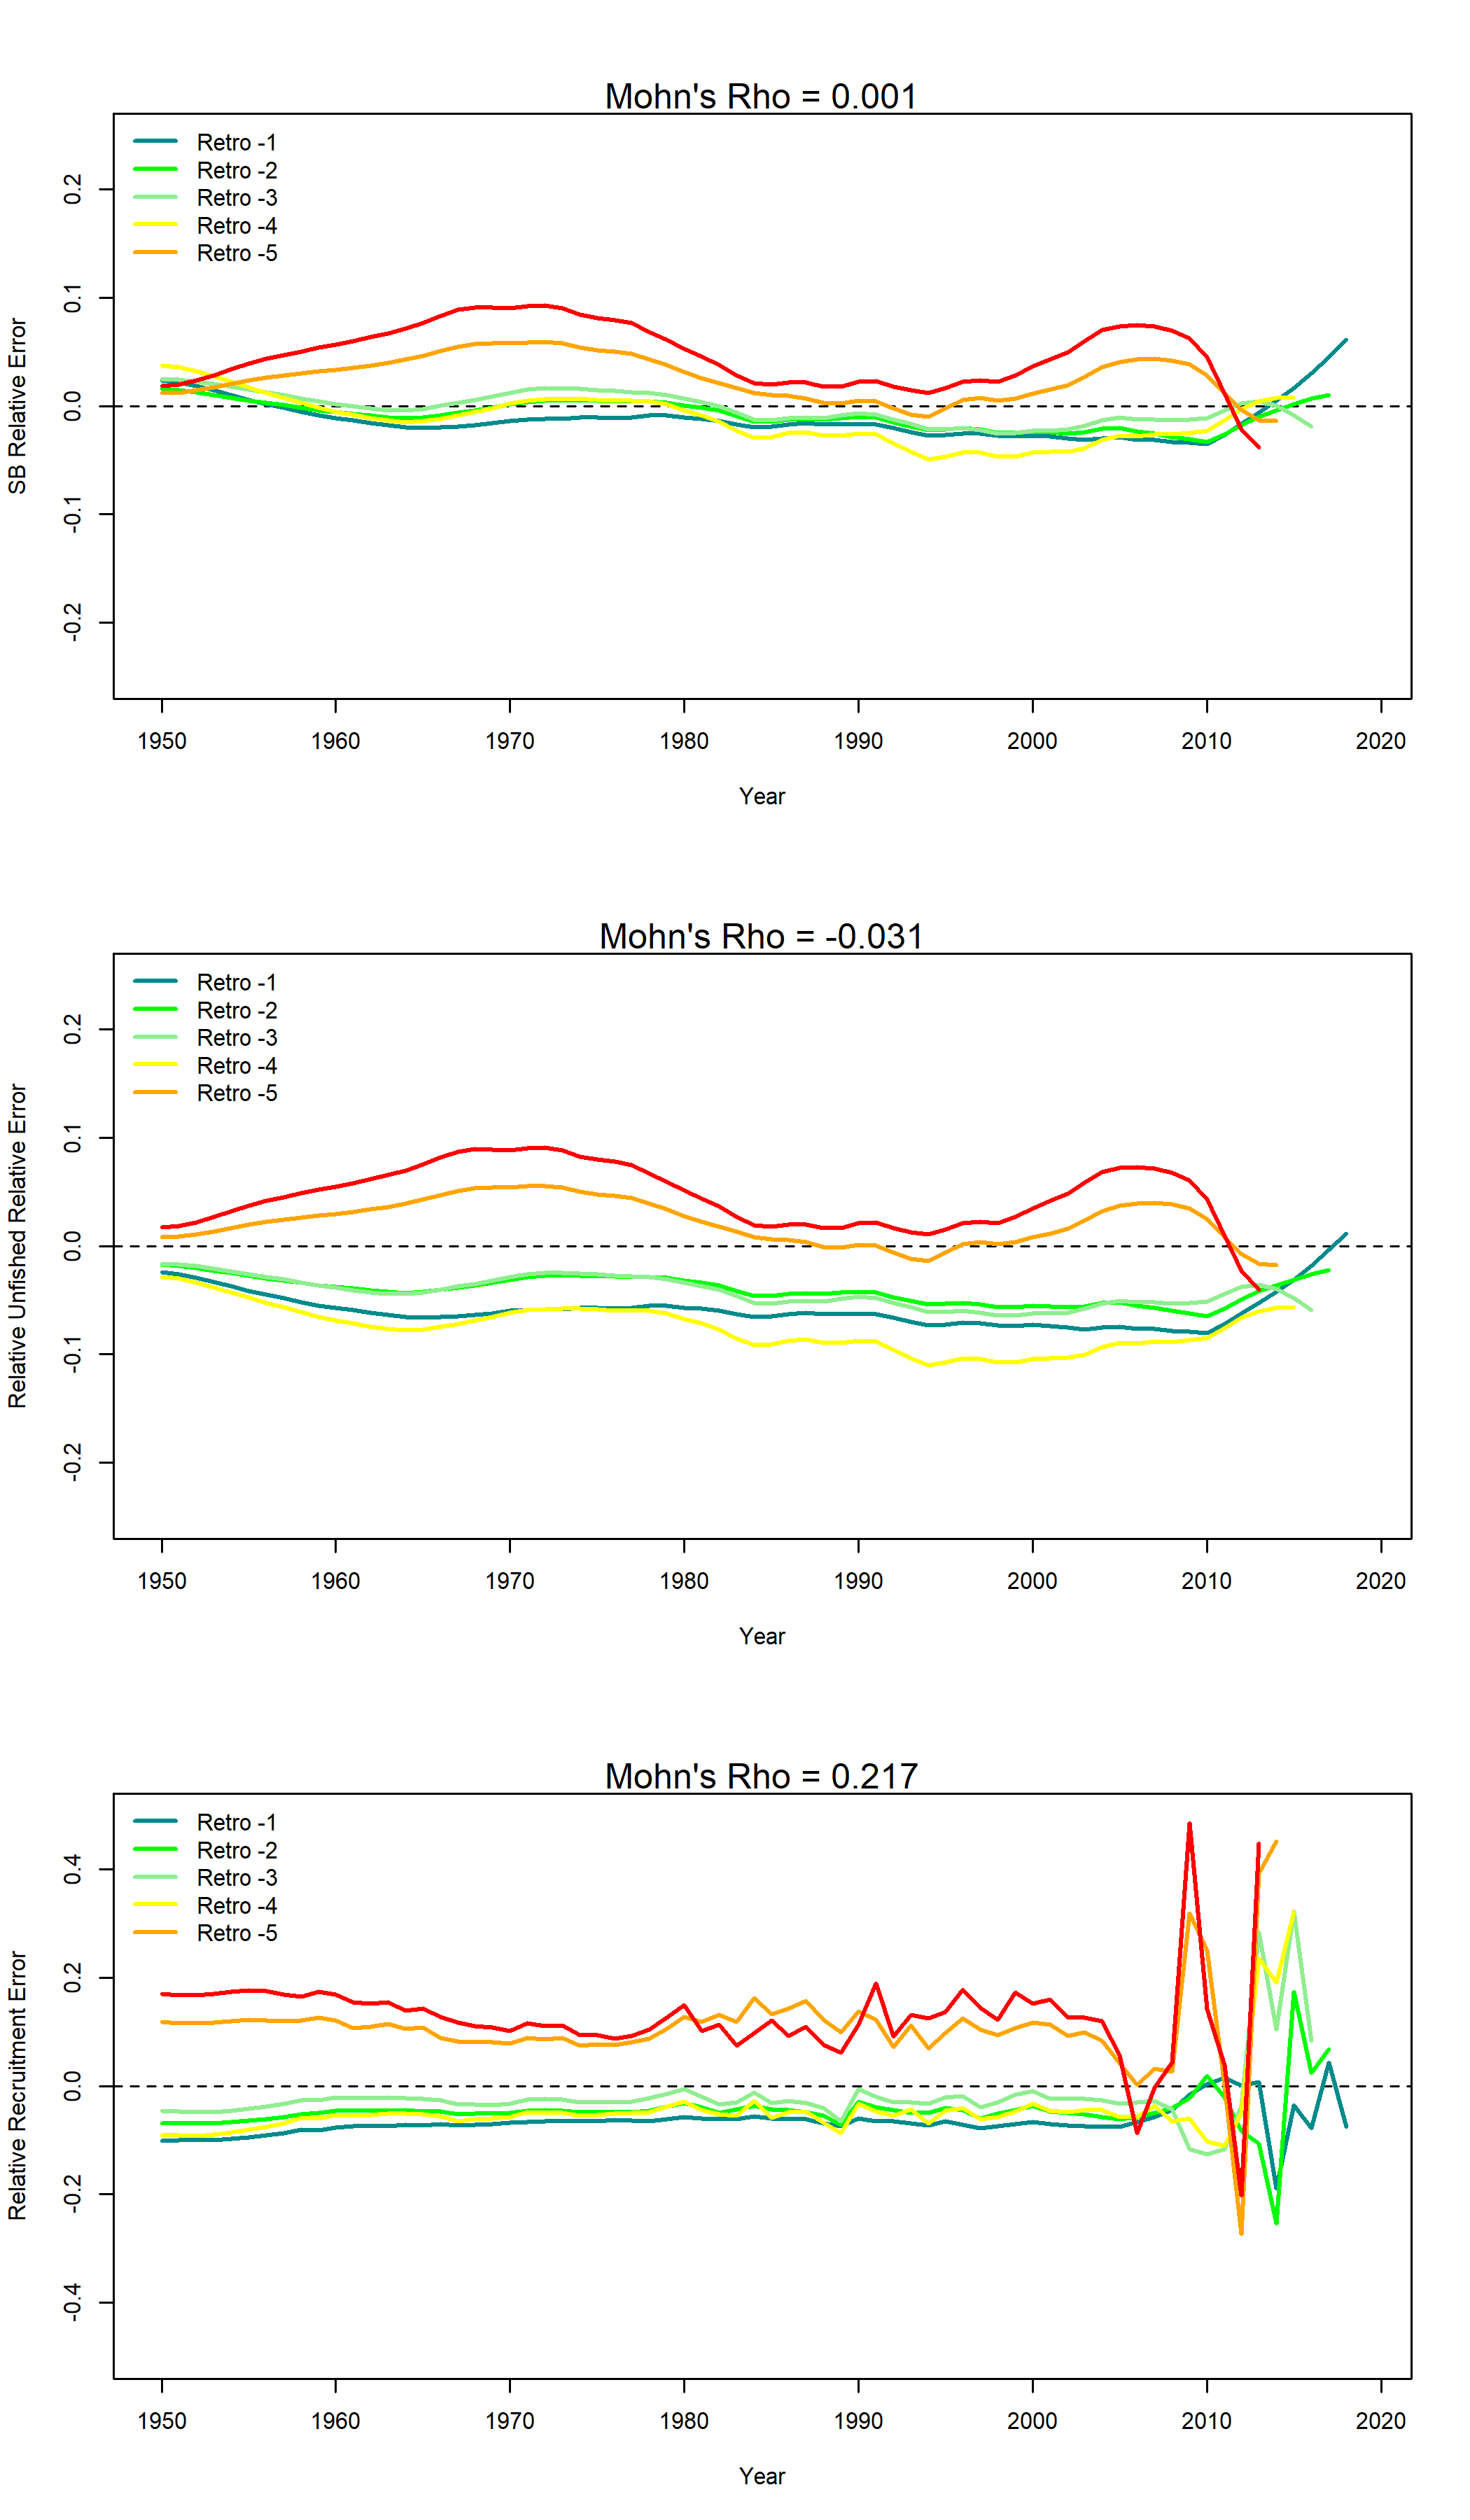 Mohn's Rho = 0.001
Retro -1
Retro -2
Retro -3
Retro -4
Retro -5
SB Relative Error
0.2
0.1
0.0
-0.1
-0.2
1950 1960 1970 1980 1990 2000 2010 2020
Year
Mohn's Rho = -0.031
Retro -1
Retro -2
Retro -3
Retro -4
Retro -5
Relative Unfished Relative Error
0.2
0.1
0.0
-0.1
-0.2
1950 1960 1970 1980 1990 2000 2010 2020
Year
Mohn's Rho = 0.217
Retro -1
Retro -2
Retro -3
Retro -4
Retro -5
Relative Recruitment Error
0.4
0.2
0.0
-0.2
-0.4
1950 1960 1970 1980 1990 2000 2010 2020
Year